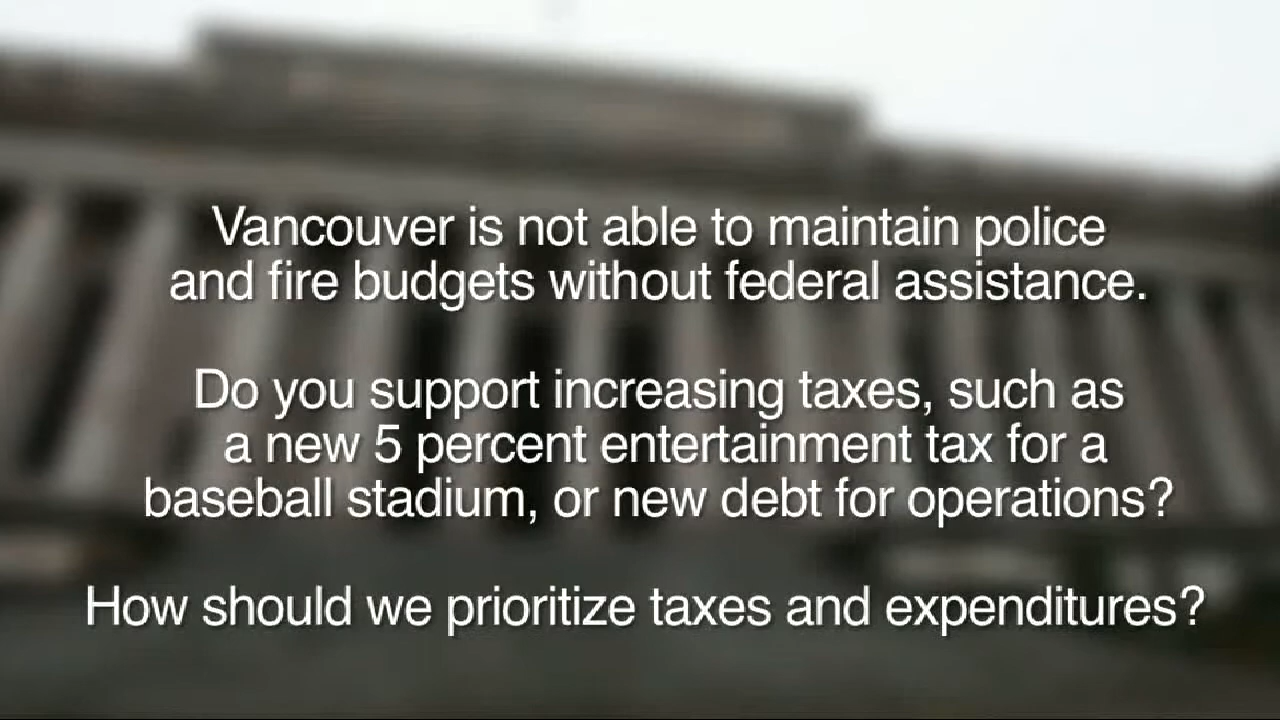 Vancouver is not able to maintain police
and fire budgets without federal assistance.
Do you support increasing taxes, such as
a new 5 percent entertainment tax for a
baseball stadium, or new debt for operations?
How should we prioritize taxes and expenditures?